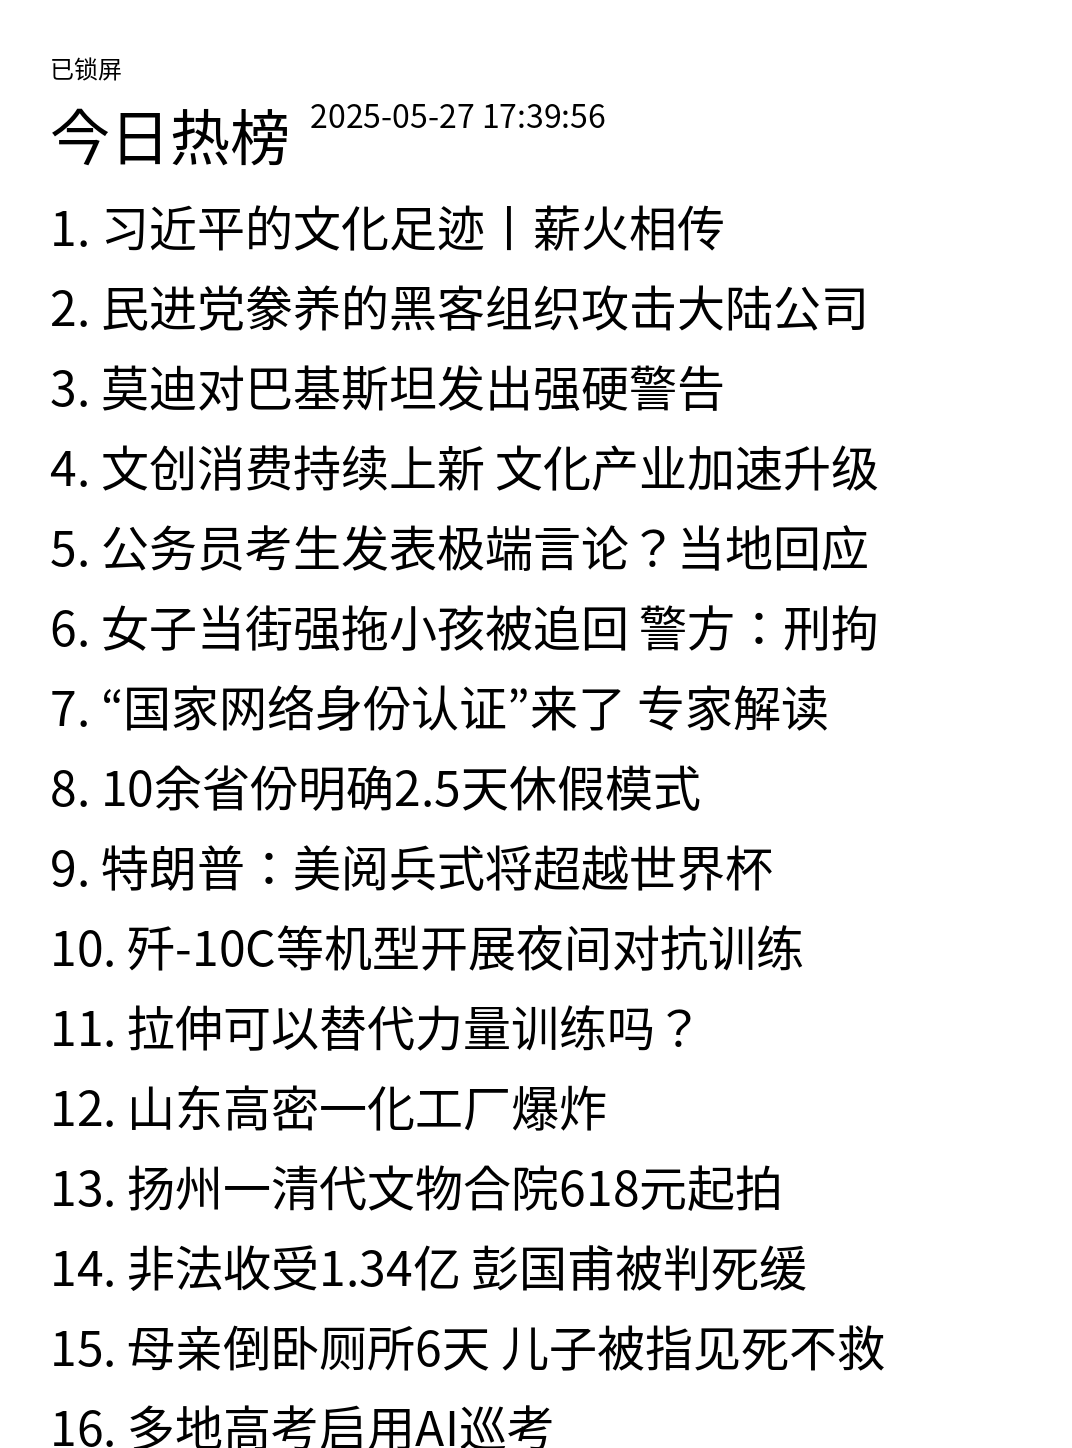 已锁屏
今日热榜 2025-05-27 17:39:56
1. 习近平的文化足迹丨薪火相传
2. 民进党豢养的黑客组织攻击大陆公司
3. 莫迪对巴基斯坦发出强硬警告
4. 文创消费持续上新 文化产业加速升级
5. 公务员考生发表极端言论？当地回应
6. 女子当街强拖小孩被追回 警方：刑拘
7. “国家网络身份认证”来了 专家解读
8. 10余省份明确2.5天休假模式
9. 特朗普：美阅兵式将超越世界杯
10. 歼-10C等机型开展夜间对抗训练
11. 拉伸可以替代力量训练吗？
12. 山东高密一化工厂爆炸
13. 扬州一清代文物合院618元起拍
14. 非法收受1.34亿 彭国甫被判死缓
15. 母亲倒卧厕所6天 儿子被指见死不救
16. 多地高考启用AI巡考